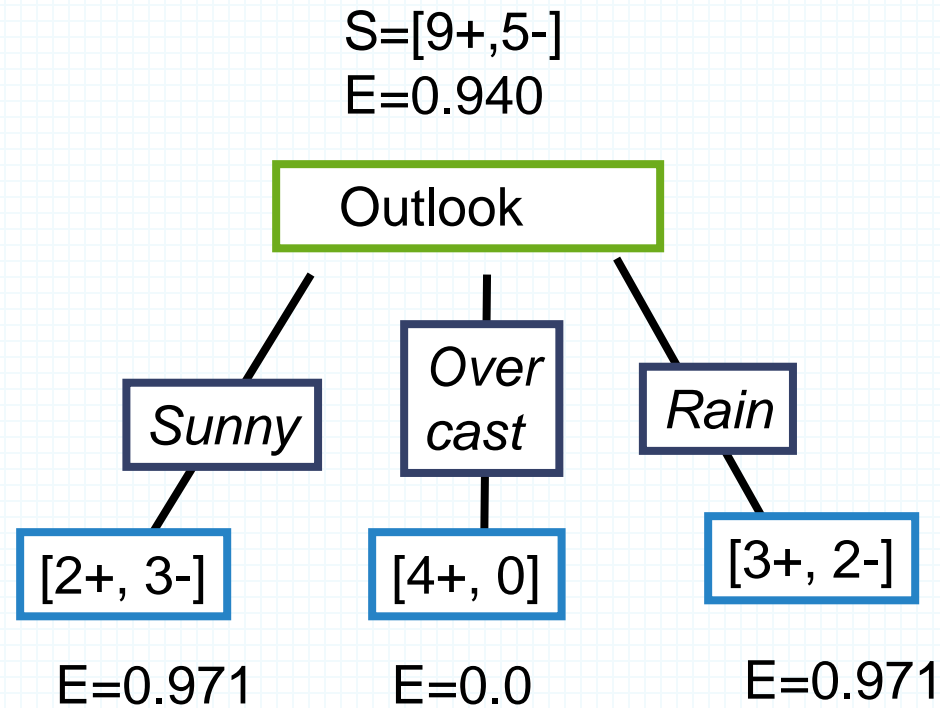 S=[9+,5-]
E=0.940
Outlook
Sunny
Over
cast
Rain
[2+, 3-]
[4+, 0]
[3+, 2-]
E=0.971
E=0.0
E=0.971